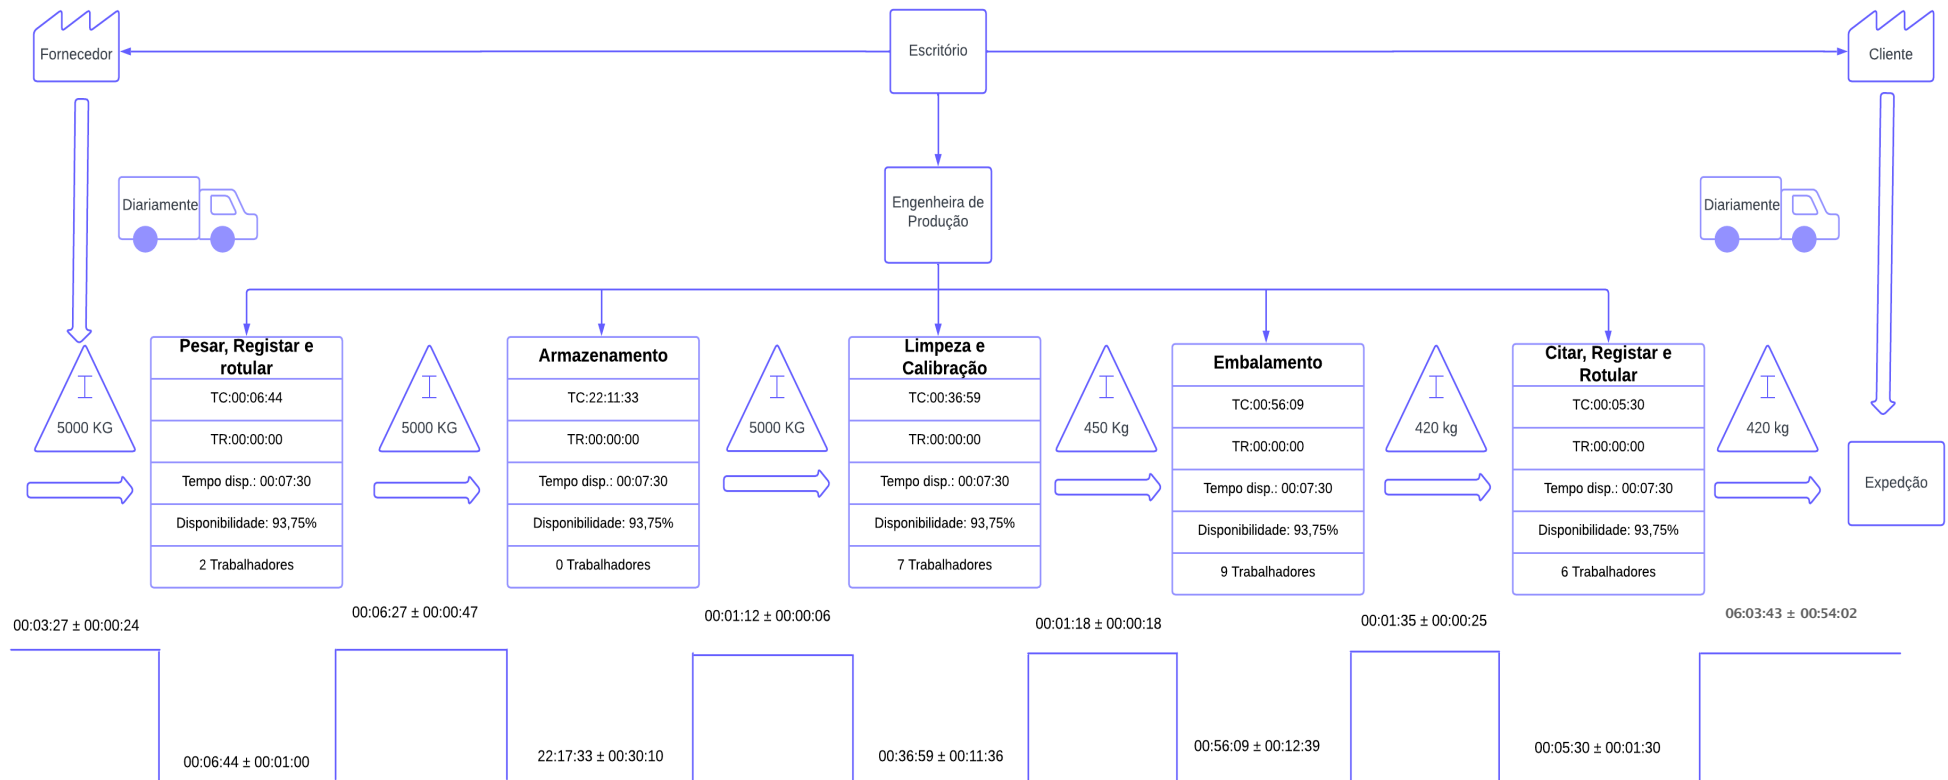 Fornecedor
Escritório
Cliente
Diariamente
Engenheira de
Produção
Diariamente
5000 KG
Pesar, Registar e
rotular
TC:00:06:44
TR:00:00:00
Tempo disp.: 00:07:30
Disponibilidade: 93,75%
2 Trabalhadores
5000 KG
Armazenamento
TC:22:11:33
TR:00:00:00
Tempo disp.: 00:07:30
Disponibilidade: 93,75%
0 Trabalhadores
5000 KG
Limpeza e
Calibração
TC:00:36:59
TR:00:00:00
Tempo disp.: 00:07:30
Disponibilidade: 93,75%
7 Trabalhadores
450 Kg
Embalamento
TC:00:56:09
TR:00:00:00
Tempo disp.: 00:07:30
Disponibilidade: 93,75%
9 Trabalhadores
420 kg
Citar, Registar e
Rotular
TC:00:05:30
TR:00:00:00
Tempo disp.: 00:07:30
Disponibilidade: 93,75%
6 Trabalhadores
420 kg
Expedção
00:03:27 ± 00:00:24
00:06:27 ± 00:00:47
00:01:12 ± 00:00:06
00:01:18 ± 00:00:18
00:01:35 ± 00:00:25
06:03:43 ± 00:54:02
00:06:44 ± 00:01:00
22:17:33 ± 00:30:10
00:36:59 ± 00:11:36
00:56:09 ± 00:12:39
00:05:30 ± 00:01:30